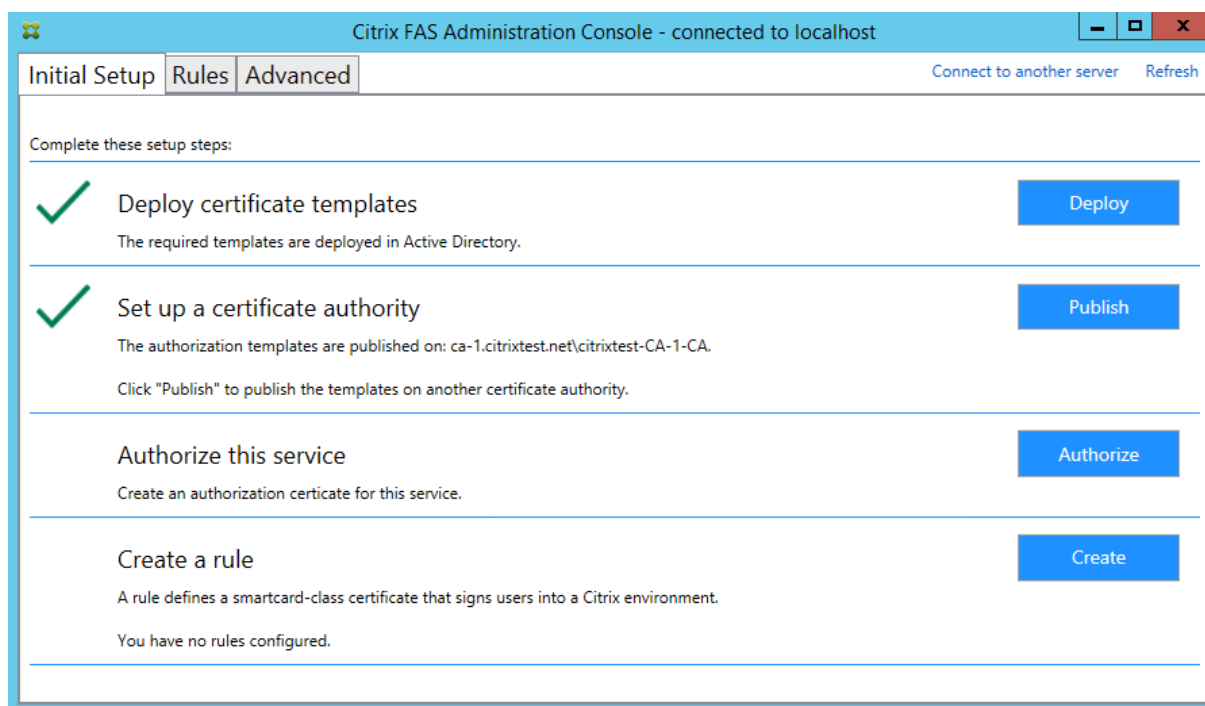 Citrix FAS Administration Console - connected to localhost
Initial Setup Rules Advanced Connect to another server Refresh
Complete these setup steps:
Deploy certificate templates Deploy
The required templates are deployed in Active Directory.
Set up a certificate authority Publish
The authorization templates are published on: ca-1.citrixtest.net\citrixtest-CA-1-CA.
Click "Publish" to publish the templates on another certificate authority.
Authorize this service Authorize
Create an authorization certicate for this service.
Create a rule Create
A rule defines a smartcard-class certificate that signs users into a Citrix environment.
You have no rules configured.